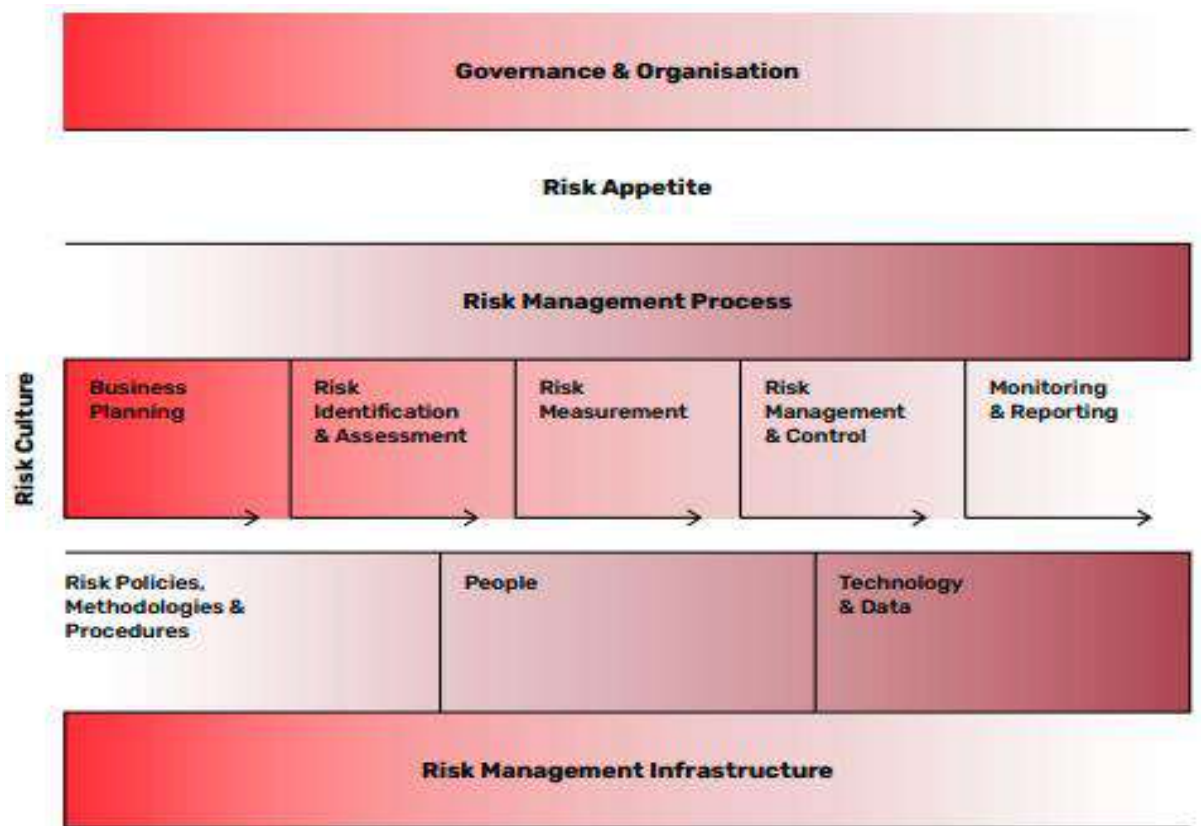 Governance & Organisation
Risk Appetite
Risk Management Process
Risk Culture
Business
Planning
Risk
Identification
& Assessment
Risk
Measurement
Risk
Management
& Control
Monitoring
& Reporting
Risk Policies,
Methodologies &
Procedures
People
Technology
& Data
Risk Management Infrastructure